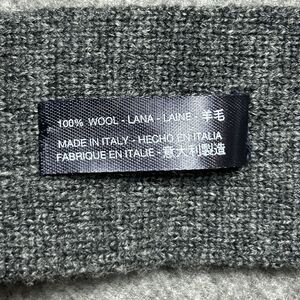 100% WOOL - LANA - LAINE - 羊毛
MADE IN ITALY - HECHO EN ITALIA
FABRIQUE EN ITALIE - 意大利製造